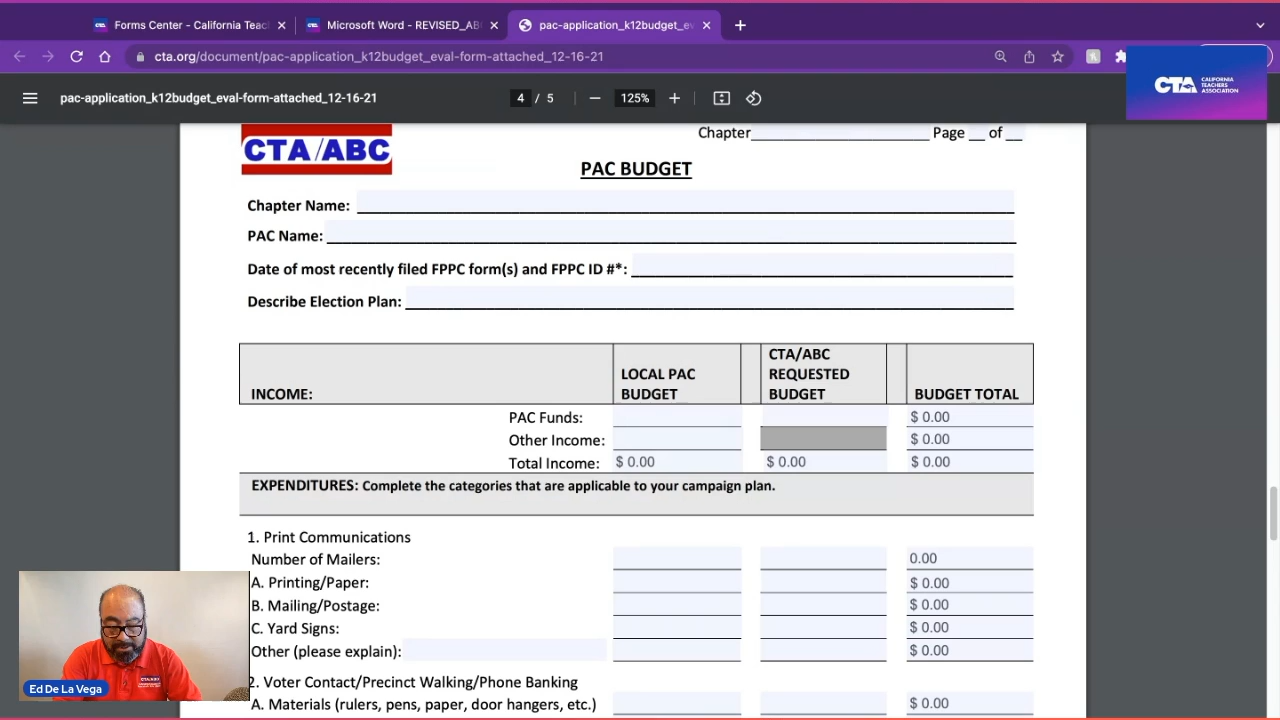 Forms Center - California Teac
Microsoft Word - REVISED_AB
pac-application_k12budget_ev
cta.org/document/pac-application_k12budget_eval-form-attached_12-16-21
CTA
CALIFORNIA
TEACHERS
ASSOCIATION
pac-application_k12budget_eval-form-attached_12-16-21
4 / 5
125%
CTA/ABC
Chapter____________________ Page __ of __
PAC BUDGET
Chapter Name:
PAC Name:
Date of most recently filed FPPC form(s) and FPPC ID #*:
Describe Election Plan:
INCOME:
LOCAL PAC
BUDGET
CTA/ABC
REQUESTED
BUDGET
BUDGET TOTAL
PAC Funds: $ 0.00
Other Income: $ 0.00
Total Income: $ 0.00 $ 0.00 $ 0.00
EXPENDITURES: Complete the categories that are applicable to your campaign plan.
1. Print Communications
Number of Mailers: 0.00
A. Printing/Paper: $ 0.00
B. Mailing/Postage: $ 0.00
C. Yard Signs: $ 0.00
Other (please explain): $ 0.00
2. Voter Contact/Precinct Walking/Phone Banking
A. Materials (rulers, pens, paper, door hangers, etc.) $ 0.00
Ed De La Vega